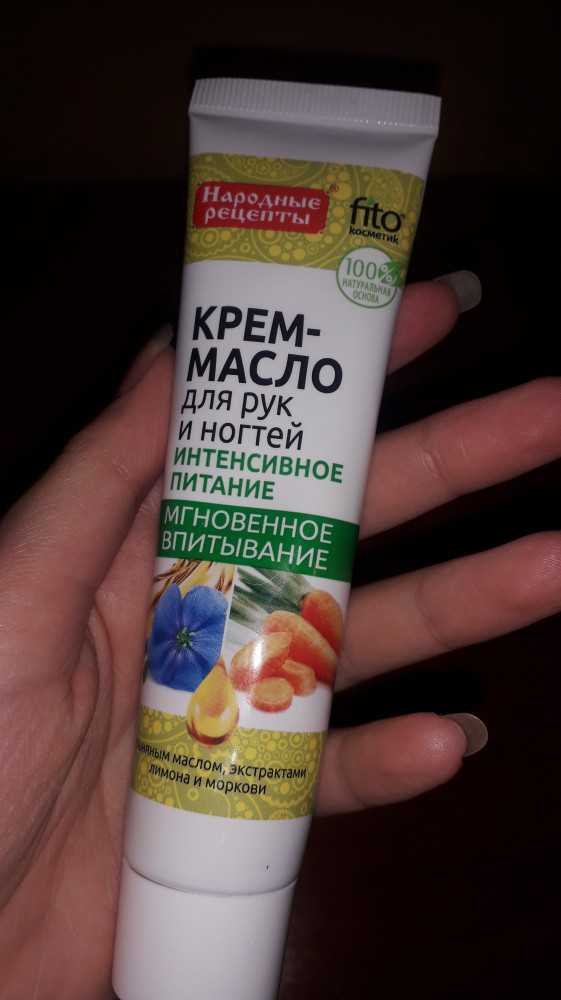 Народные
рецепты®
fito®
косметик
100%
НАТУРАЛЬНАЯ
ОСНОВА
КРЕМ-
МАСЛО
для рук
и ногтей
ИНТЕНСИВНОЕ
ПИТАНИЕ
МГНОВЕННОЕ
ВПИТЫВАНИЕ
маслом, экстрактами
лимона и моркови